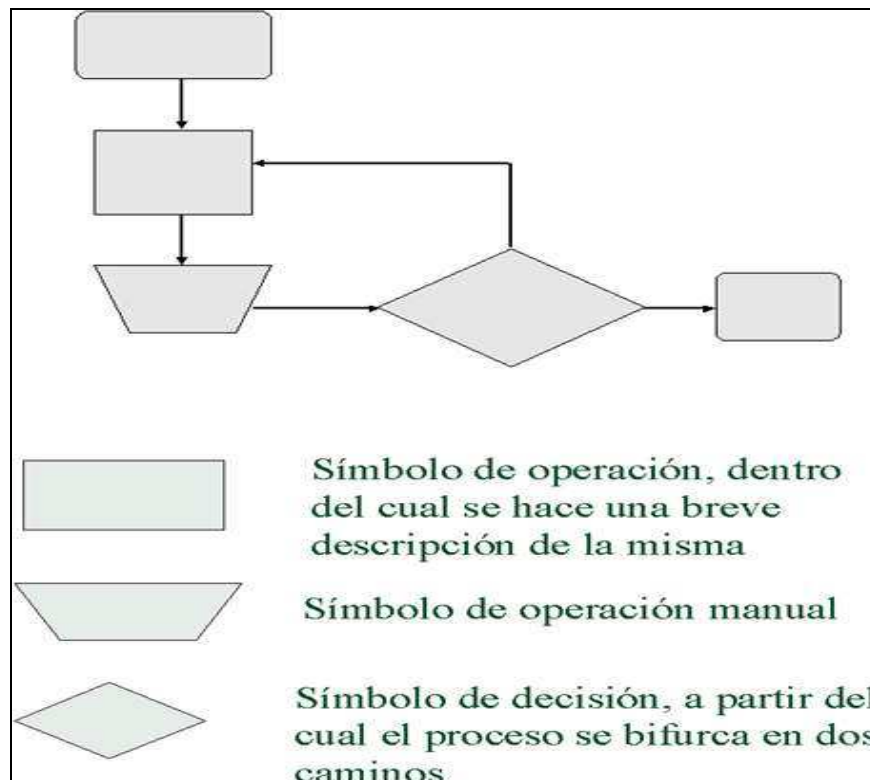 Símbolo de operación, dentro
del cual se hace una breve
descripción de la misma
Símbolo de operación manual
Símbolo de decisión, a partir del
cual el proceso se bifurca en dos
caminos